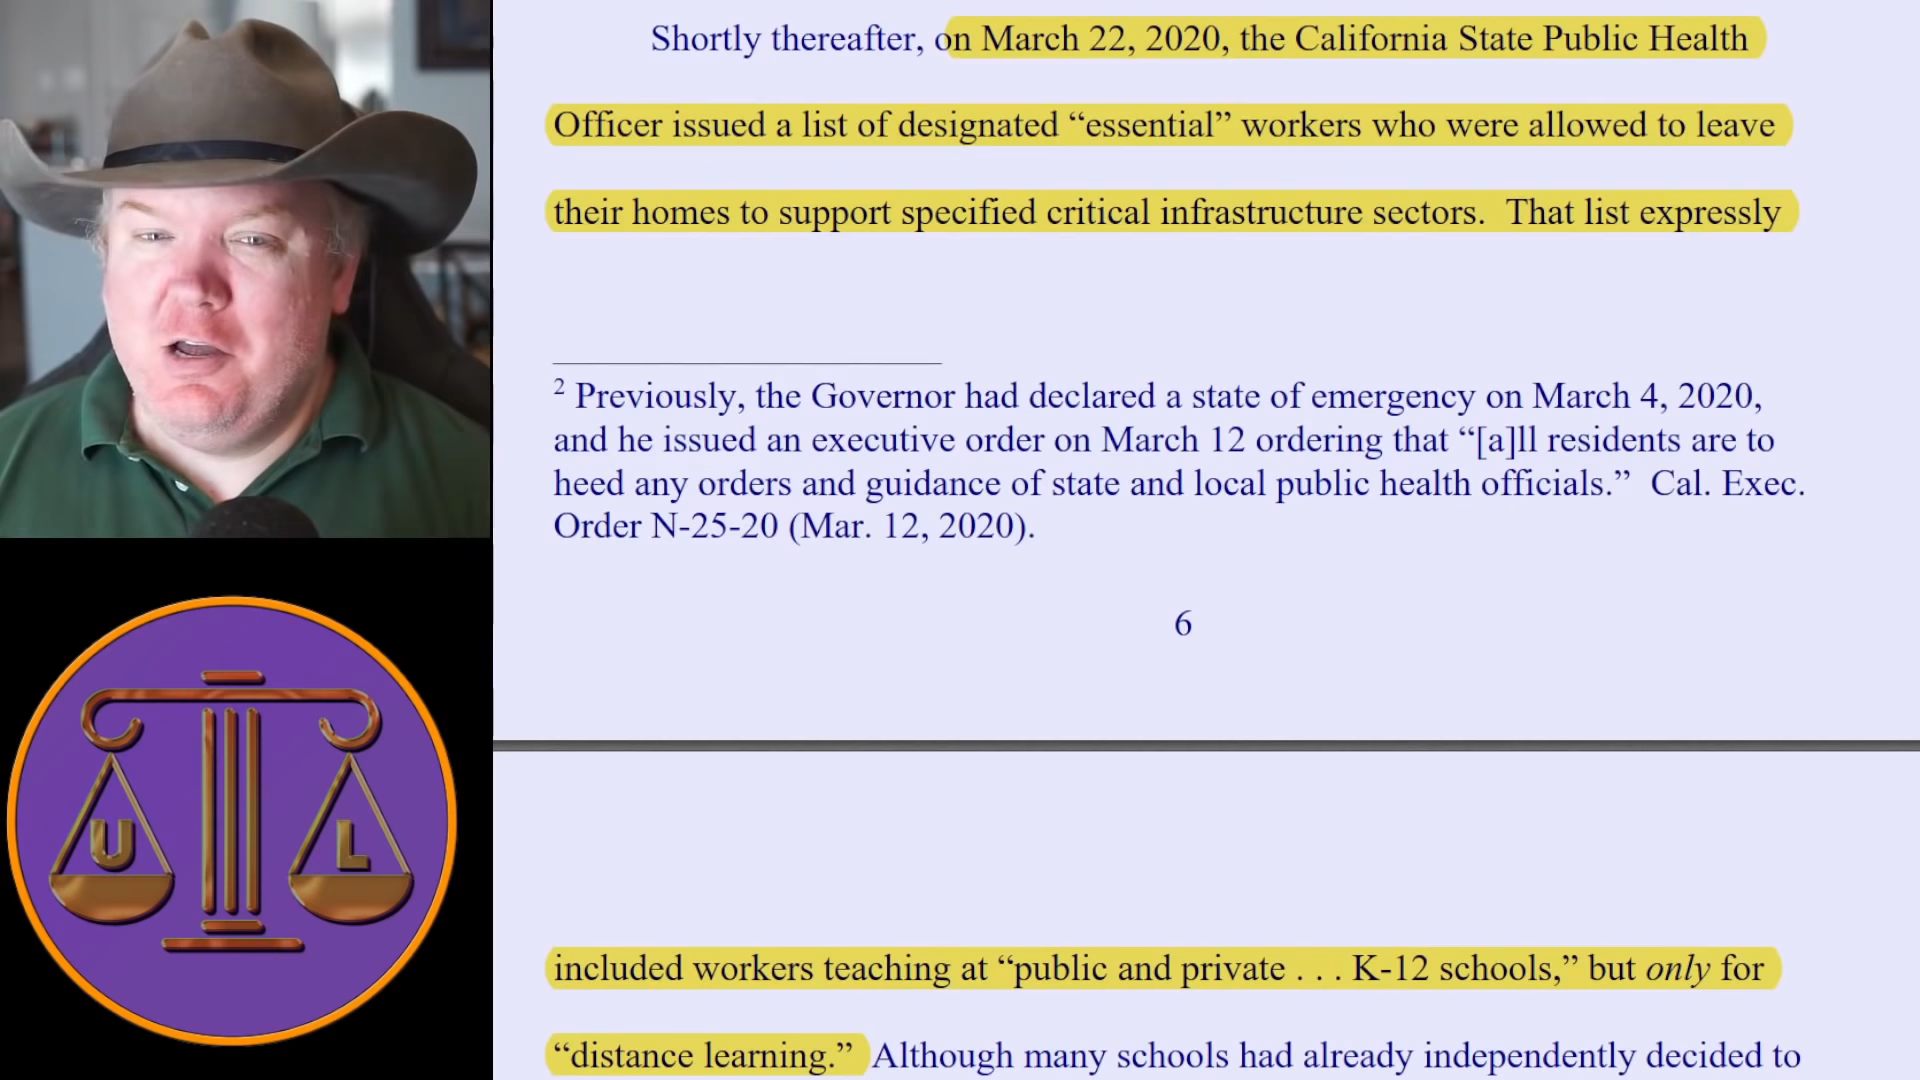 Shortly thereafter, on March 22, 2020, the California State Public Health
Officer issued a list of designated “essential” workers who were allowed to leave
their homes to support specified critical infrastructure sectors.  That list expressly
2 Previously, the Governor had declared a state of emergency on March 4, 2020,
and he issued an executive order on March 12 ordering that “[a]ll residents are to
heed any orders and guidance of state and local public health officials.”  Cal. Exec.
Order N-25-20 (Mar. 12, 2020).
6
included workers teaching at “public and private . . . K-12 schools,” but only for
“distance learning.”  Although many schools had already independently decided to
U L